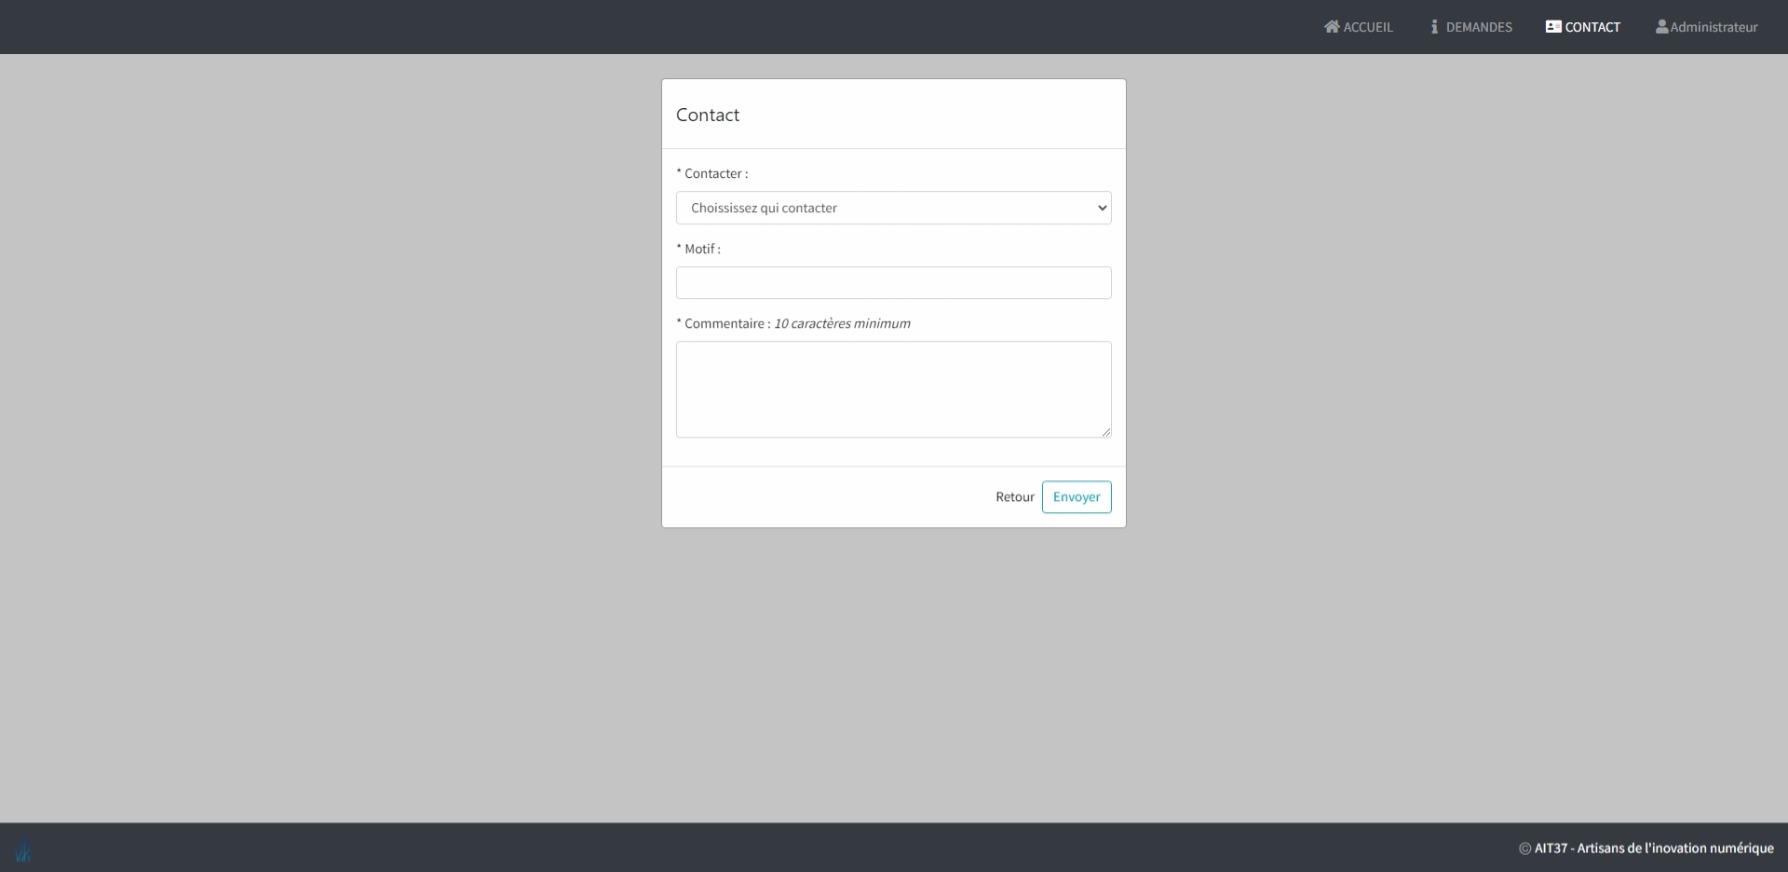 ACCUEIL DEMANDES CONTACT Administrateur
Contact
* Contacter :
Choississez qui contacter
* Motif :
* Commentaire : 10 caractères minimum
Retour Envoyer
© AIT37 - Artisans de l'inovation numérique